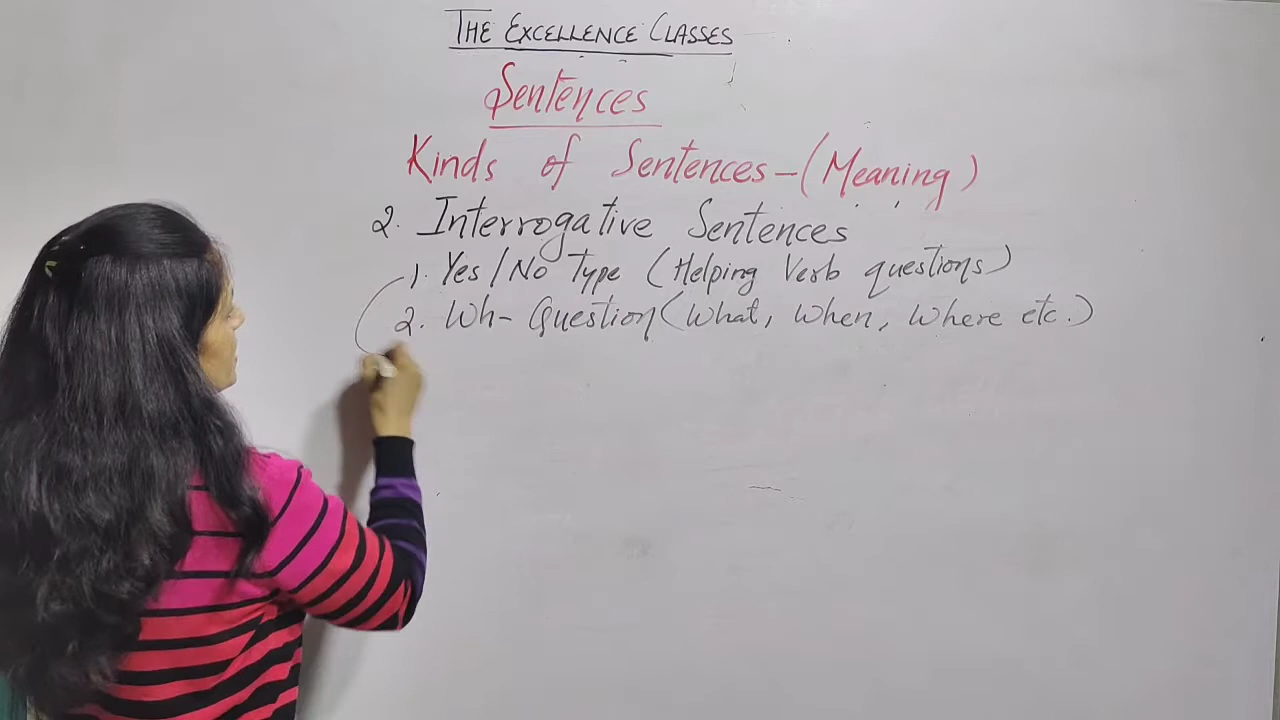 THE EXCELLENCE CLASSES
Sentences
Kinds of Sentences-(Meaning)
2. Interrogative Sentences
1. Yes/No Type (Helping Verb questions)
2. Wh- Question (What, When, Where etc.)